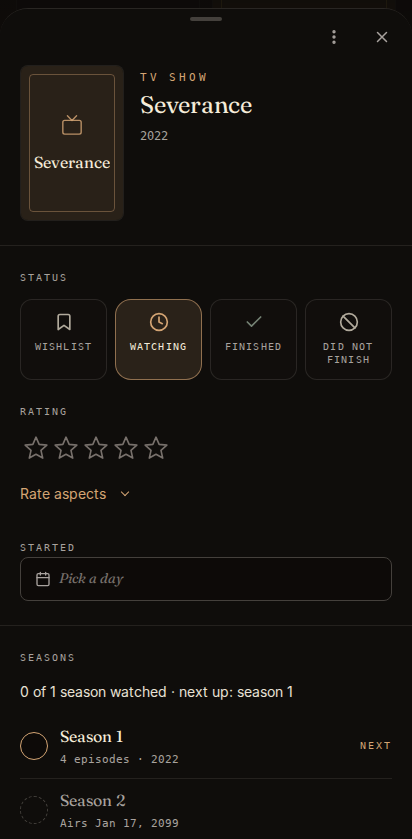 TV SHOW
Severance
2022
Severance
STATUS
WISHLIST
WATCHING
FINISHED
DID NOT
FINISH
RATING
Rate aspects
STARTED
Pick a day
SEASONS
0 of 1 season watched · next up: season 1
Season 1
NEXT
4 episodes · 2022
Season 2
Airs Jan 17, 2099